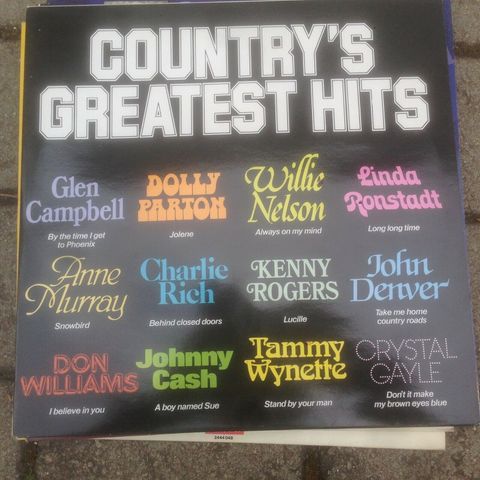 COUNTRY'S
GREATEST HITS
Glen
Campbell
By the time I get
to Phoenix
DOLLY
PARTON
Jolene
Willie
Nelson
Always on my mind
Linda
Ronstadt
Long long time
Anne
Murray
Snowbird
Charlie
Rich
Behind closed doors
KENNY
ROGERS
Lucille
John
Denver
Take me home
country roads
DON
WILLIAMS
I believe in you
Johnny
Cash
A boy named Sue
Tammy
Wynette
Stand by your man
CRYSTAL
GAYLE
Don't it make
my brown eyes blue
2444 048